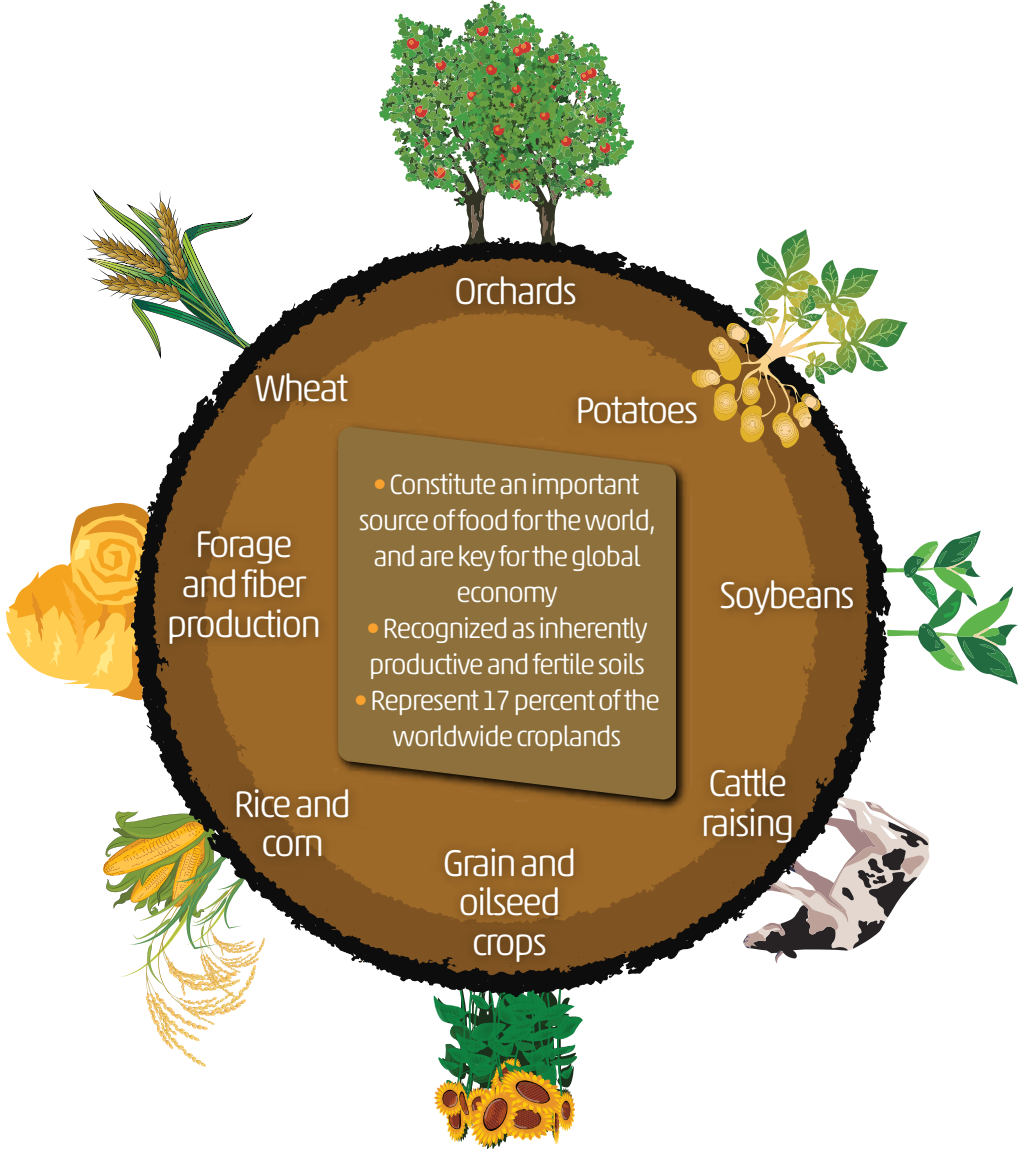 Orchards
Wheat
Potatoes
• Constitute an important
source of food for the world,
and are key for the global
economy
• Recognized as inherently
productive and fertile soils
• Represent 17 percent of the
worldwide croplands
Forage
and fiber
production
Soybeans
Cattle
raising
Rice and
corn
Grain and
oilseed
crops